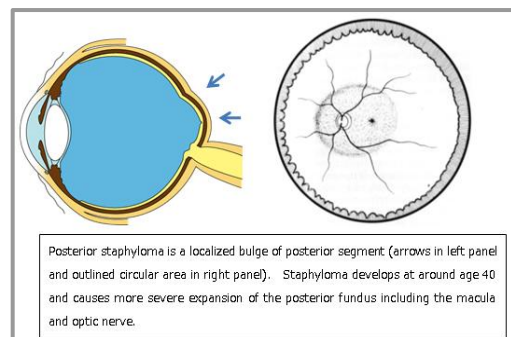 Posterior staphyloma is a localized bulge of posterior segment (arrows in left panel
and outlined circular area in right panel).   Staphyloma develops at around age 40
and causes more severe expansion of the posterior fundus including the macula
and optic nerve.